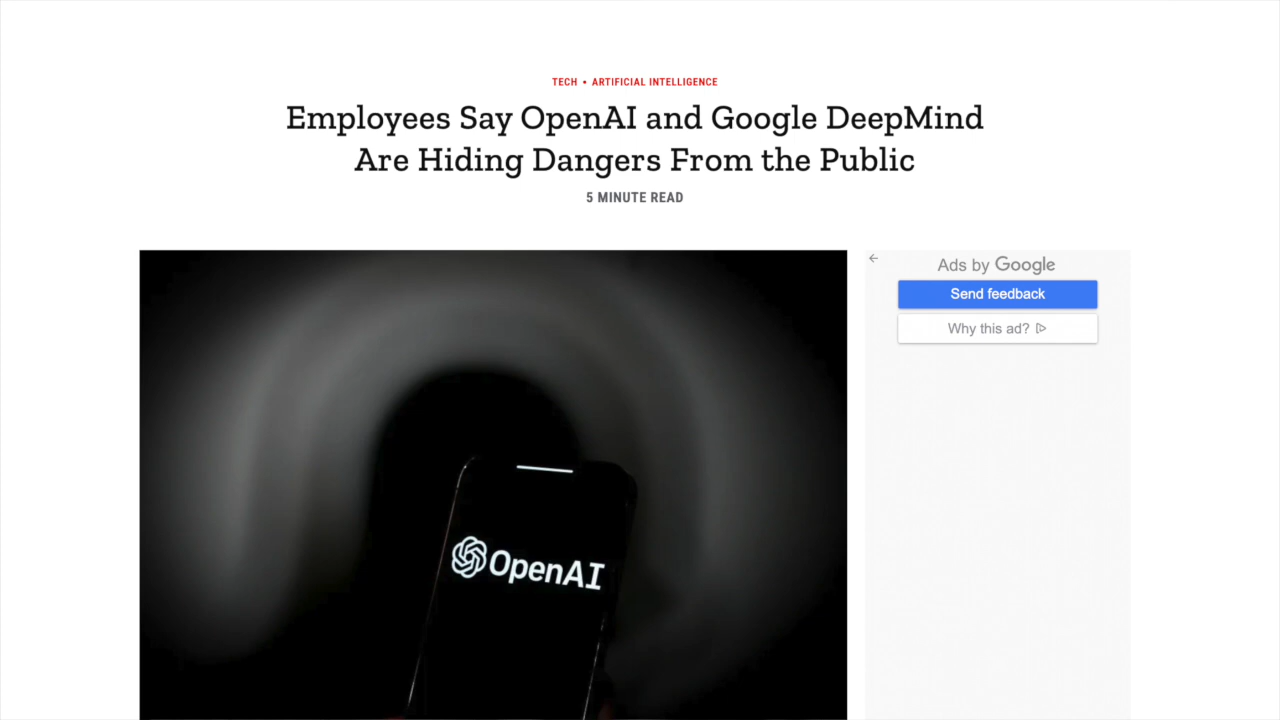 TECH • ARTIFICIAL INTELLIGENCE
Employees Say OpenAI and Google DeepMind
Are Hiding Dangers From the Public
5 MINUTE READ
Ads by Google
Send feedback
Why this ad?
OpenAI